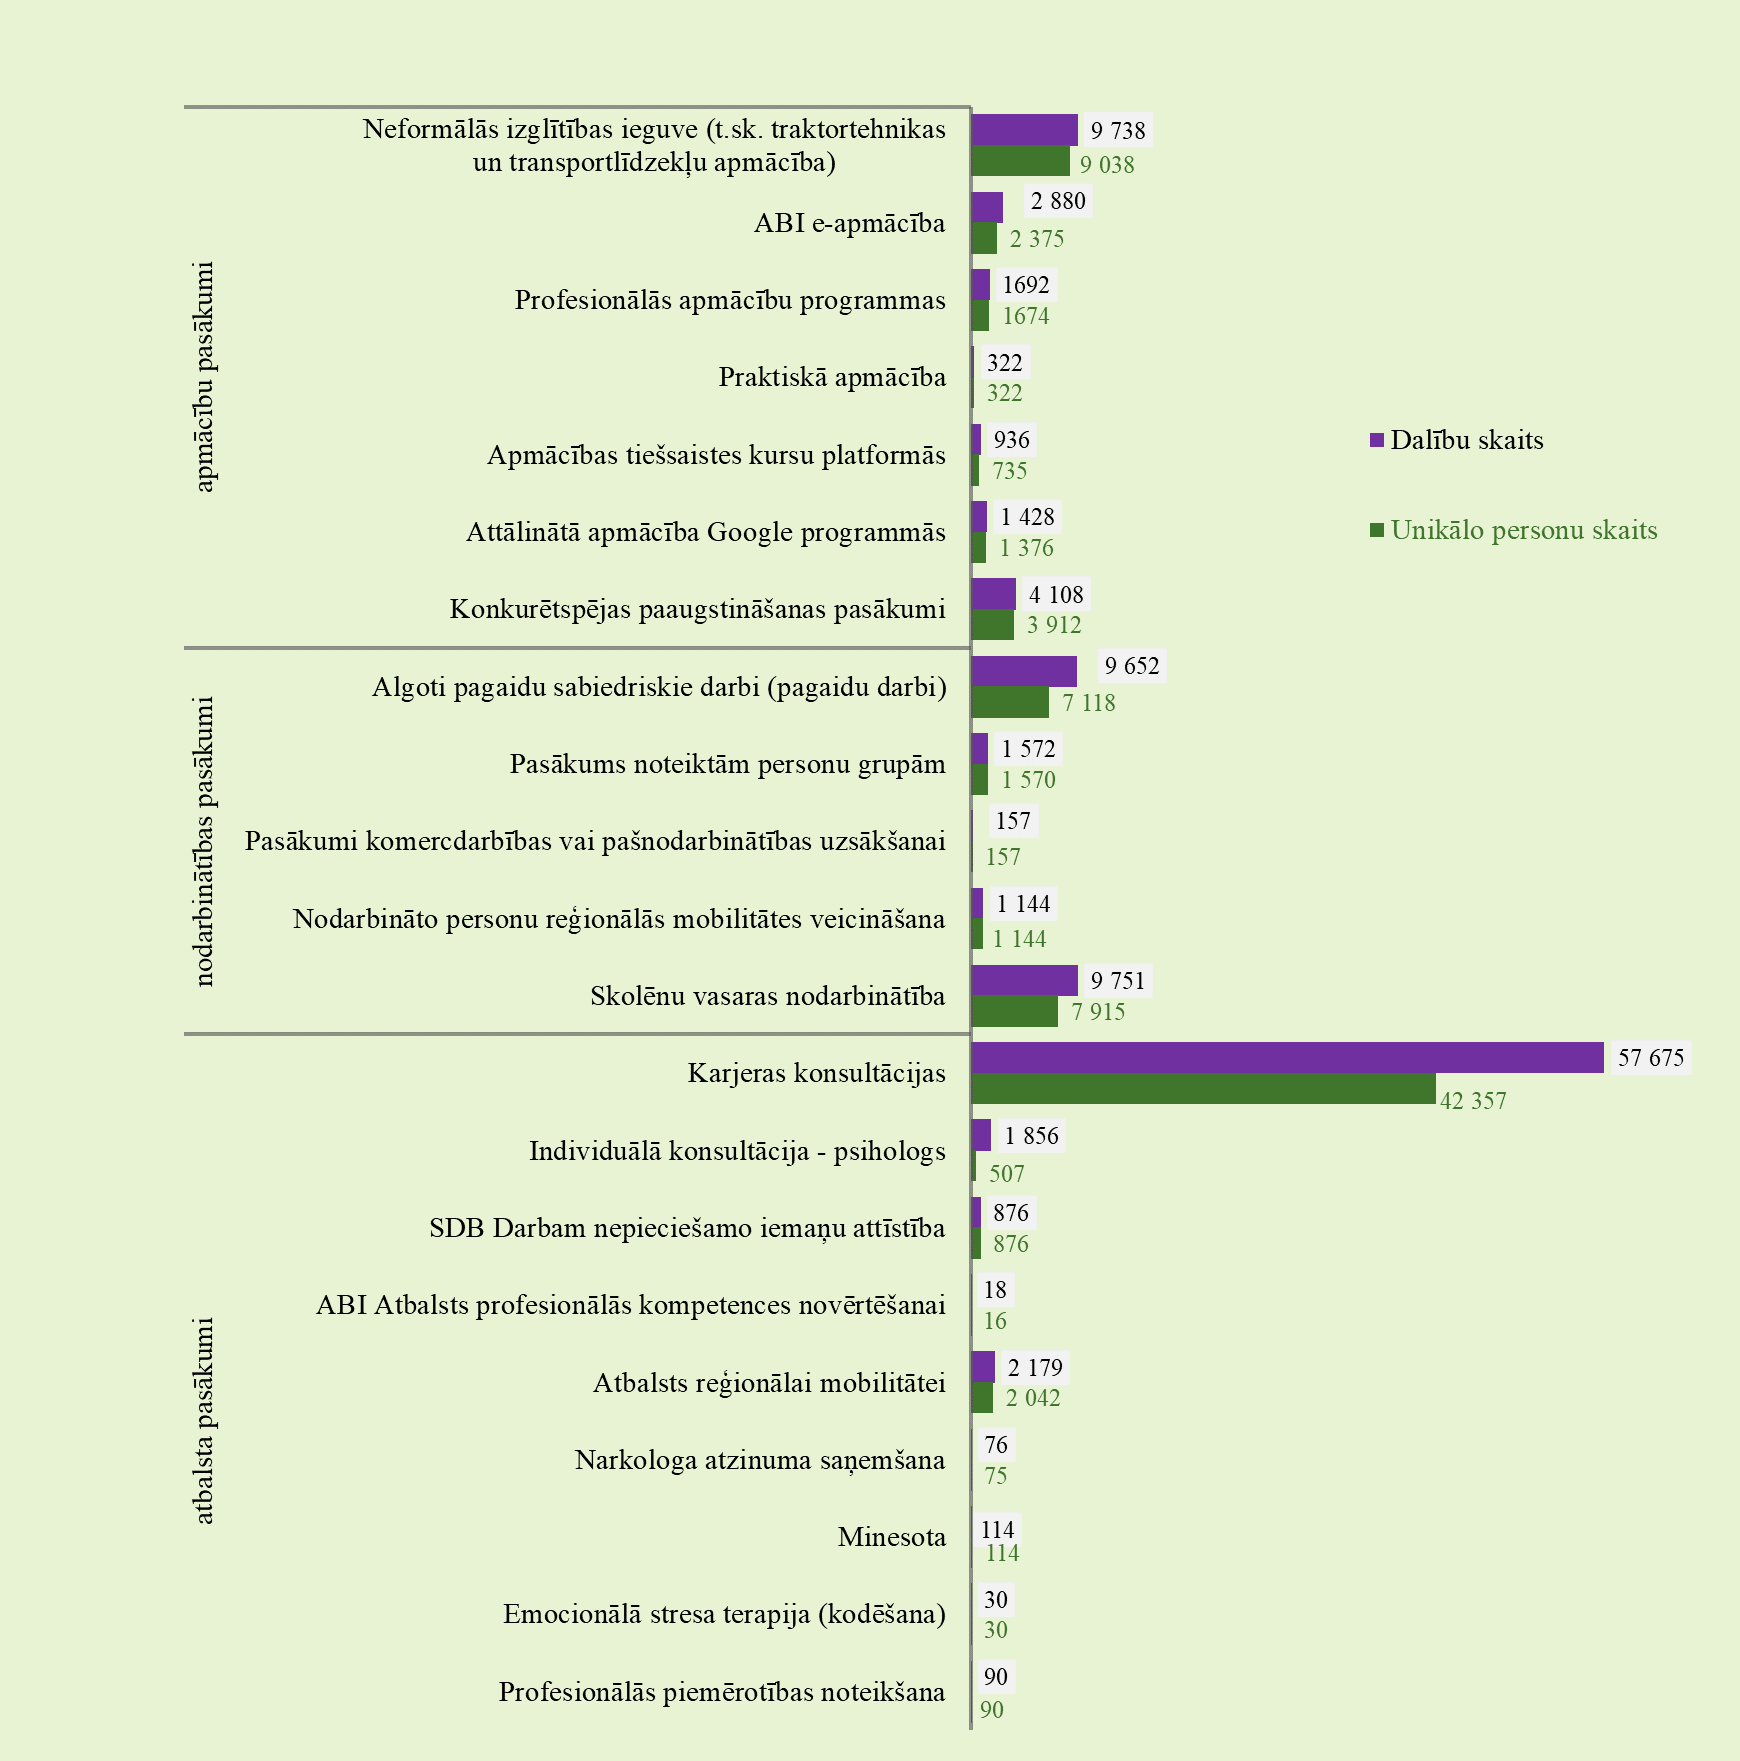 apmācību pasākumi
Neformālās izglītības ieguve (t.sk. traktortehnikas
un transportlīdzekļu apmācība)
9 738
9 038
ABI e-apmācība
2 880
2 375
Profesionālās apmācību programmas
1692
1674
Praktiskā apmācība
322
322
Apmācības tiešsaistes kursu platformās
936
735
Attālinātā apmācība Google programmās
1 428
1 376
Konkurētspējas paaugstināšanas pasākumi
4 108
3 912
nodarbinātības pasākumi
Algoti pagaidu sabiedriskie darbi (pagaidu darbi)
9 652
7 118
Pasākums noteiktām personu grupām
1 572
1 570
Pasākumi komercdarbības vai pašnodarbinātības uzsākšanai
157
157
Nodarbināto personu reģionālās mobilitātes veicināšana
1 144
1 144
Skolēnu vasaras nodarbinātība
9 751
7 915
atbalsta pasākumi
Karjeras konsultācijas
57 675
42 357
Individuālā konsultācija - psihologs
1 856
507
SDB Darbam nepieciešamo iemaņu attīstība
876
876
ABI Atbalsts profesionālās kompetences novērtēšanai
18
16
Atbalsts reģionālai mobilitātei
2 179
2 042
Narkologa atzinuma saņemšana
76
75
Minesota
114
114
Emocionālā stresa terapija (kodēšana)
30
30
Profesionālās piemērotības noteikšana
90
90
Dalību skaits
Unikālo personu skaits